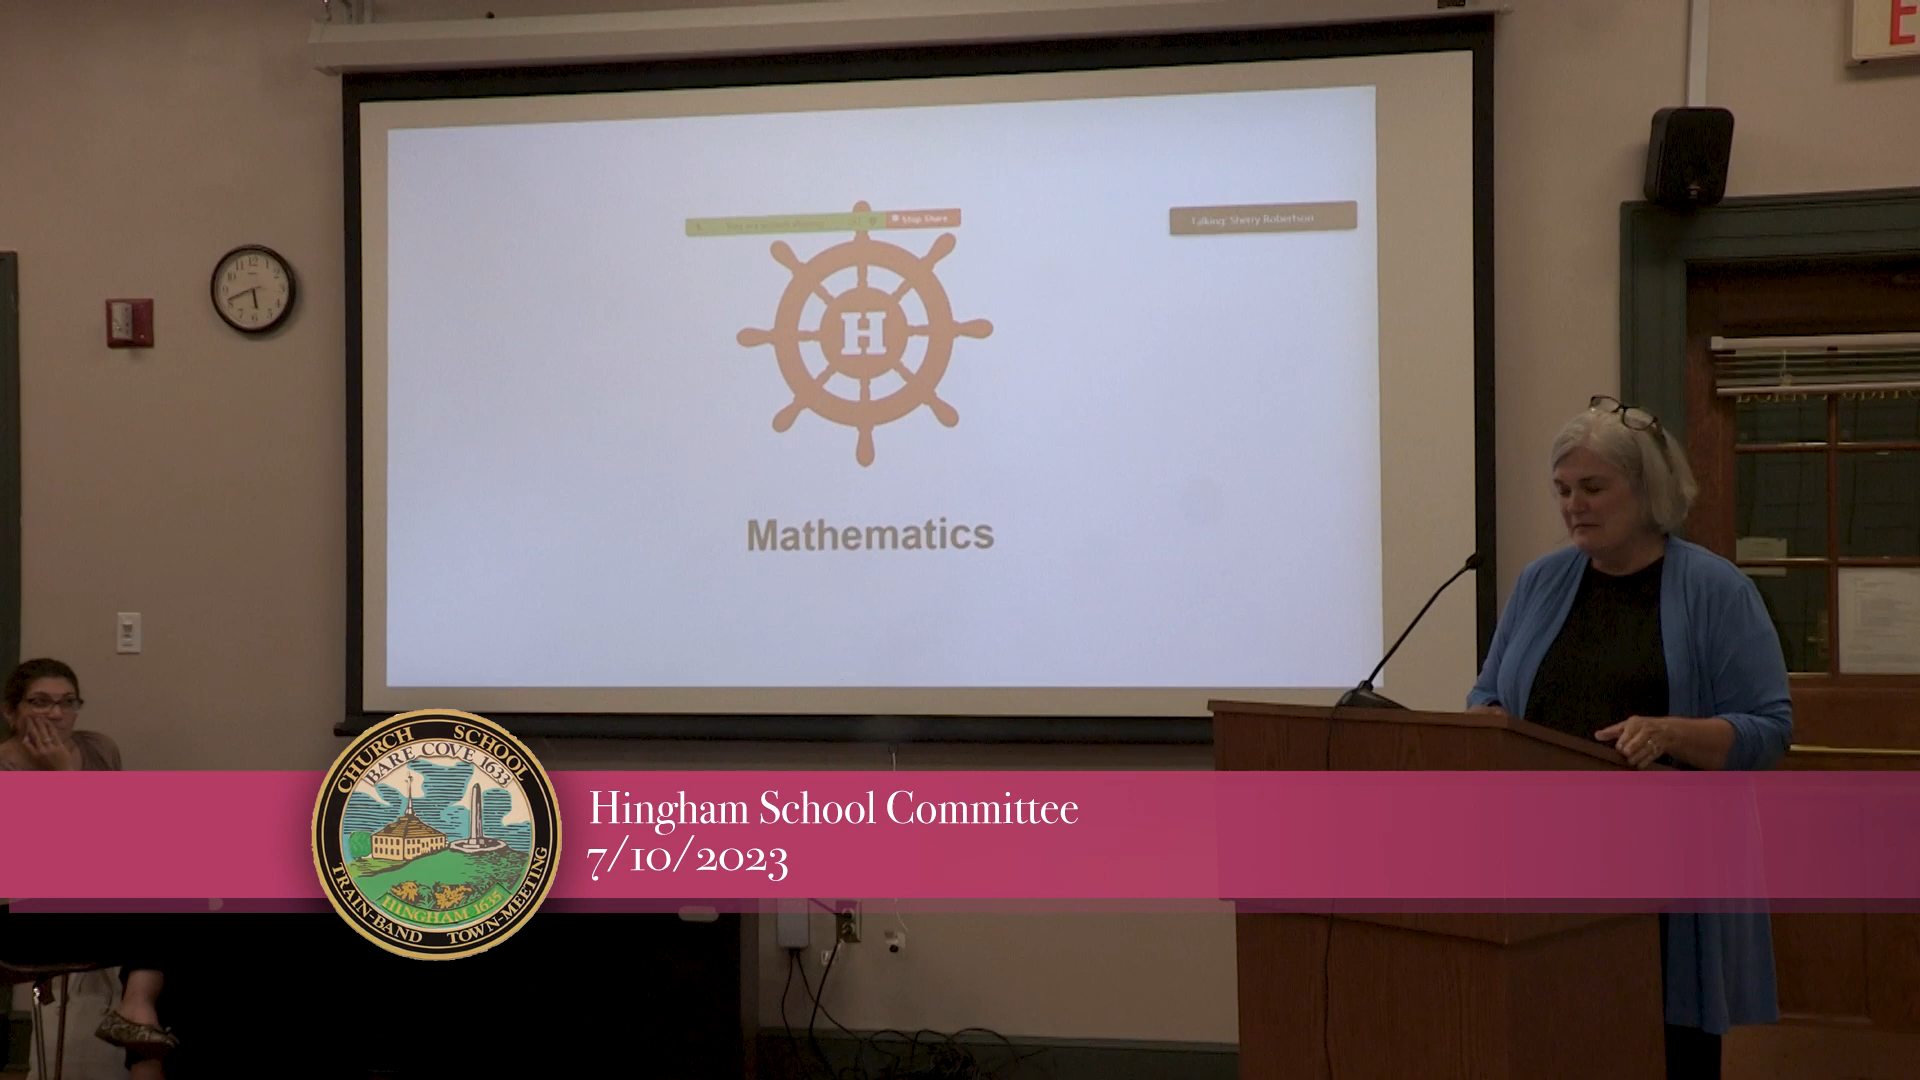 E
Stop Share
Talking: Sherry Robertson
H
Mathematics
CHURCH SCHOOL
BARE COVE 1633
HINGHAM 1635
TRAIN-BAND TOWN-MEETING
Hingham School Committee
7/10/2023